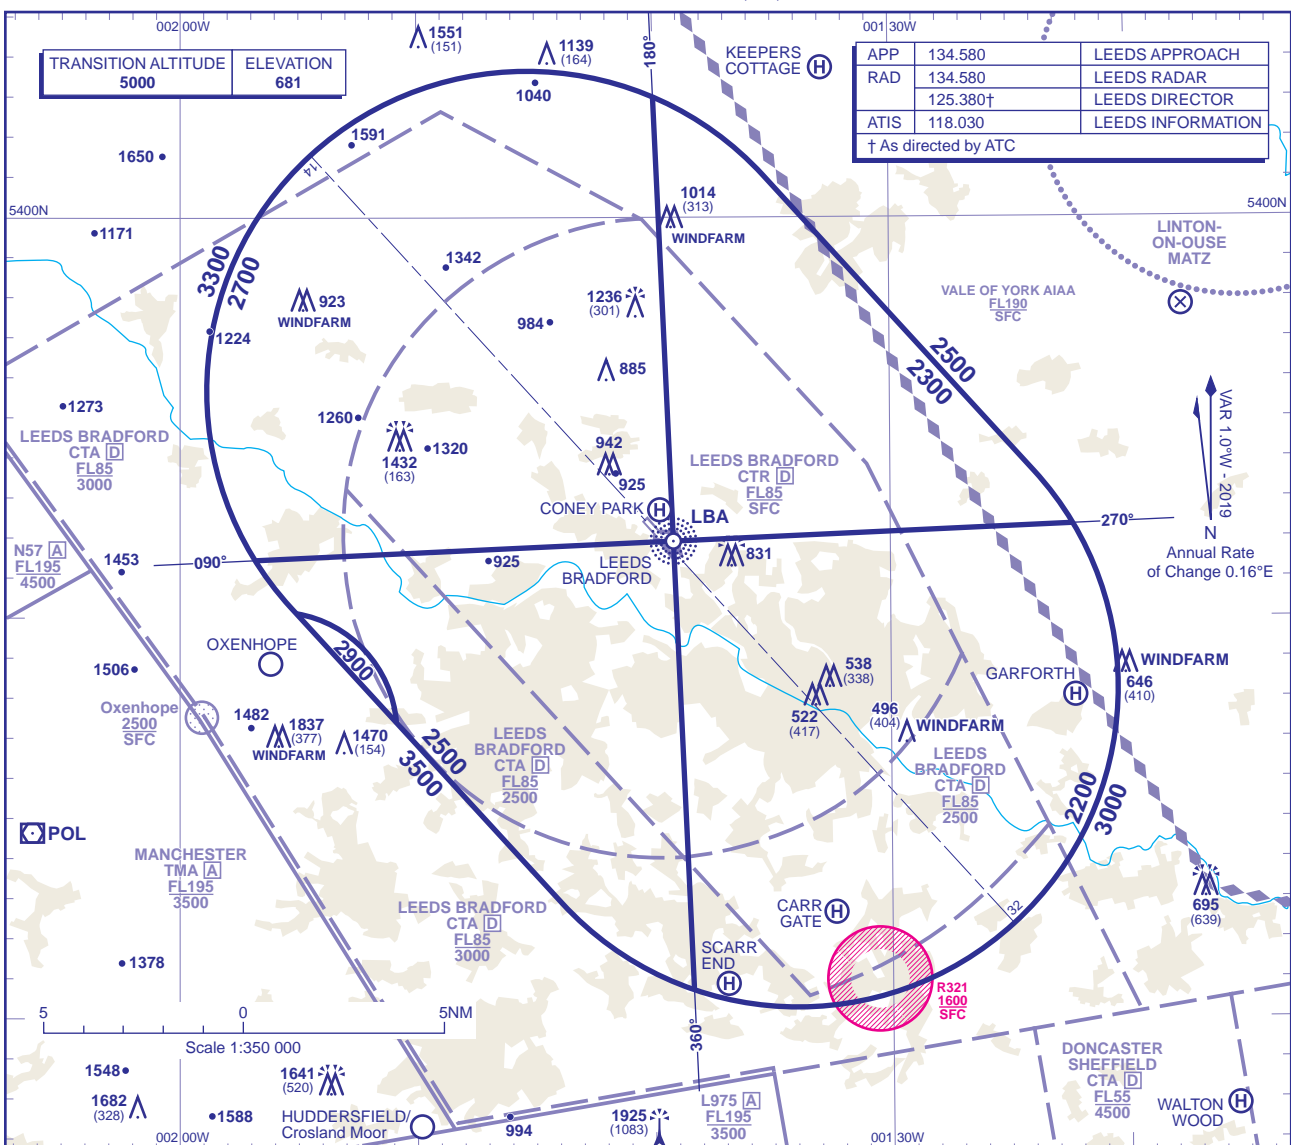 002 00W
001 30W
TRANSITION ALTITUDE
5000
ELEVATION
681
1551
(151)
1139
(164)
1040
180°
KEEPERS
COTTAGE
H
APP 134.580 LEEDS APPROACH
RAD 134.580 LEEDS RADAR
125.380† LEEDS DIRECTOR
ATIS 118.030 LEEDS INFORMATION
† As directed by ATC
1591
1650
14
1014
(313)
WINDFARM
5400N
5400N
1171
LINTON-
ON-OUSE
MATZ
3300
2700
1342
923
WINDFARM
1236
(301)
VALE OF YORK AIAA
FL190
SFC
984
1224
885
2500
2300
1273
1260
LEEDS BRADFORD
CTA D
FL85
3000
1432
(163)
1320
942
925
LEEDS BRADFORD
CTR D
FL85
SFC
VAR 1.0°W - 2019
N
Annual Rate
of Change 0.16°E
CONEY PARK H
LBA
270°
N57 A
FL195
4500
1453
090°
925
LEEDS
BRADFORD
831
OXENHOPE
2900
1506
538
(338)
522
(417)
GARFORTH
H
WINDFARM
646
(410)
Oxenhope
2500
SFC
1482
1837
(377)
WINDFARM
1470
(154)
496
(404)
WINDFARM
2500
3500
LEEDS
BRADFORD
CTA D
FL85
2500
LEEDS
BRADFORD
CTA D
FL85
2500
2200
3000
POL
MANCHESTER
TMA A
FL195
3500
695
(639)
LEEDS BRADFORD
CTA D
FL85
3000
CARR
GATE H
32
SCARR
END
H
1378
R321
1600
SFC
5 0 5NM
Scale 1:350 000
360°
1548
1682
(328)
1641
(520)
1588
HUDDERSFIELD/
Crosland Moor
994
1925
(1083)
L975 A
FL195
3500
DONCASTER
SHEFFIELD
CTA D
FL55
4500
WALTON
WOOD
H
002 00W
001 30W